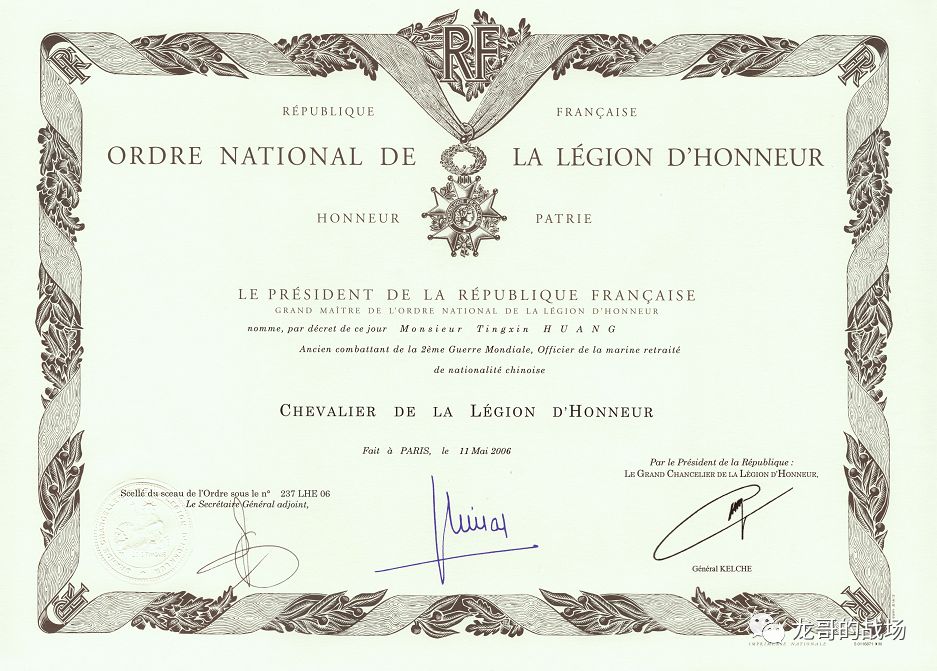 RF
RÉPUBLIQUE FRANÇAISE
ORDRE NATIONAL DE LA LÉGION D'HONNEUR
HONNEUR PATRIE
LE PRÉSIDENT DE LA RÉPUBLIQUE FRANÇAISE
GRAND MAÎTRE DE L'ORDRE NATIONAL DE LA LÉGION D'HONNEUR
nomme, par décret de ce jour Monsieur Tingxin HUANG
Ancien combattant de la 2ème Guerre Mondiale, Officier de la marine retraité
de nationalité chinoise
CHEVALIER DE LA LÉGION D'HONNEUR
Fait à PARIS, le 11 Mai 2006
Par le Président de la République :
LE GRAND CHANCELIER DE LA LÉGION D'HONNEUR,
Scellé du sceau de l'Ordre sous le n° 237 LHE 06
Le Secrétaire Général adjoint,
Général KELCHE
龙哥的战场
IMPRIMERIE NATIONALE